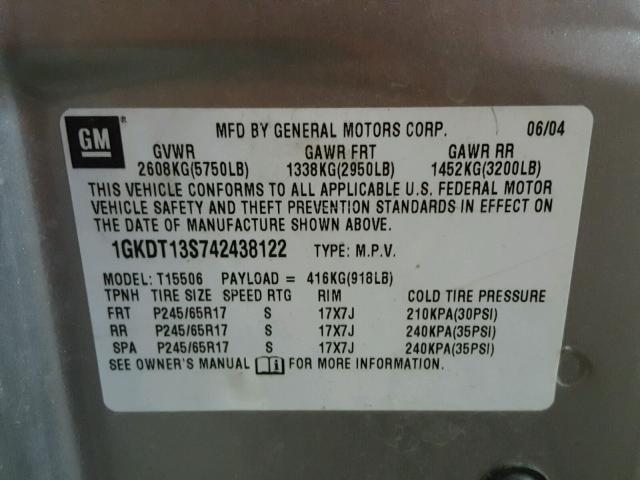 GM ® MFD BY GENERAL MOTORS CORP. 06/04
GVWR GAWR FRT GAWR RR
2608KG(5750LB) 1338KG(2950LB) 1452KG(3200LB)
THIS VEHICLE CONFORMS TO ALL APPLICABLE U.S. FEDERAL MOTOR
VEHICLE SAFETY AND THEFT PREVENTION STANDARDS IN EFFECT ON
THE DATE OF MANUFACTURE SHOWN ABOVE.
1GKDT13S742438122 TYPE: M.P.V.
MODEL: T15506 PAYLOAD = 416KG(918LB)
TPNH TIRE SIZE SPEED RTG RIM COLD TIRE PRESSURE
FRT P245/65R17 S 17X7J 210KPA(30PSI)
RR P245/65R17 S 17X7J 240KPA(35PSI)
SPA P245/65R17 S 17X7J 240KPA(35PSI)
SEE OWNER'S MANUAL i FOR MORE INFORMATION.